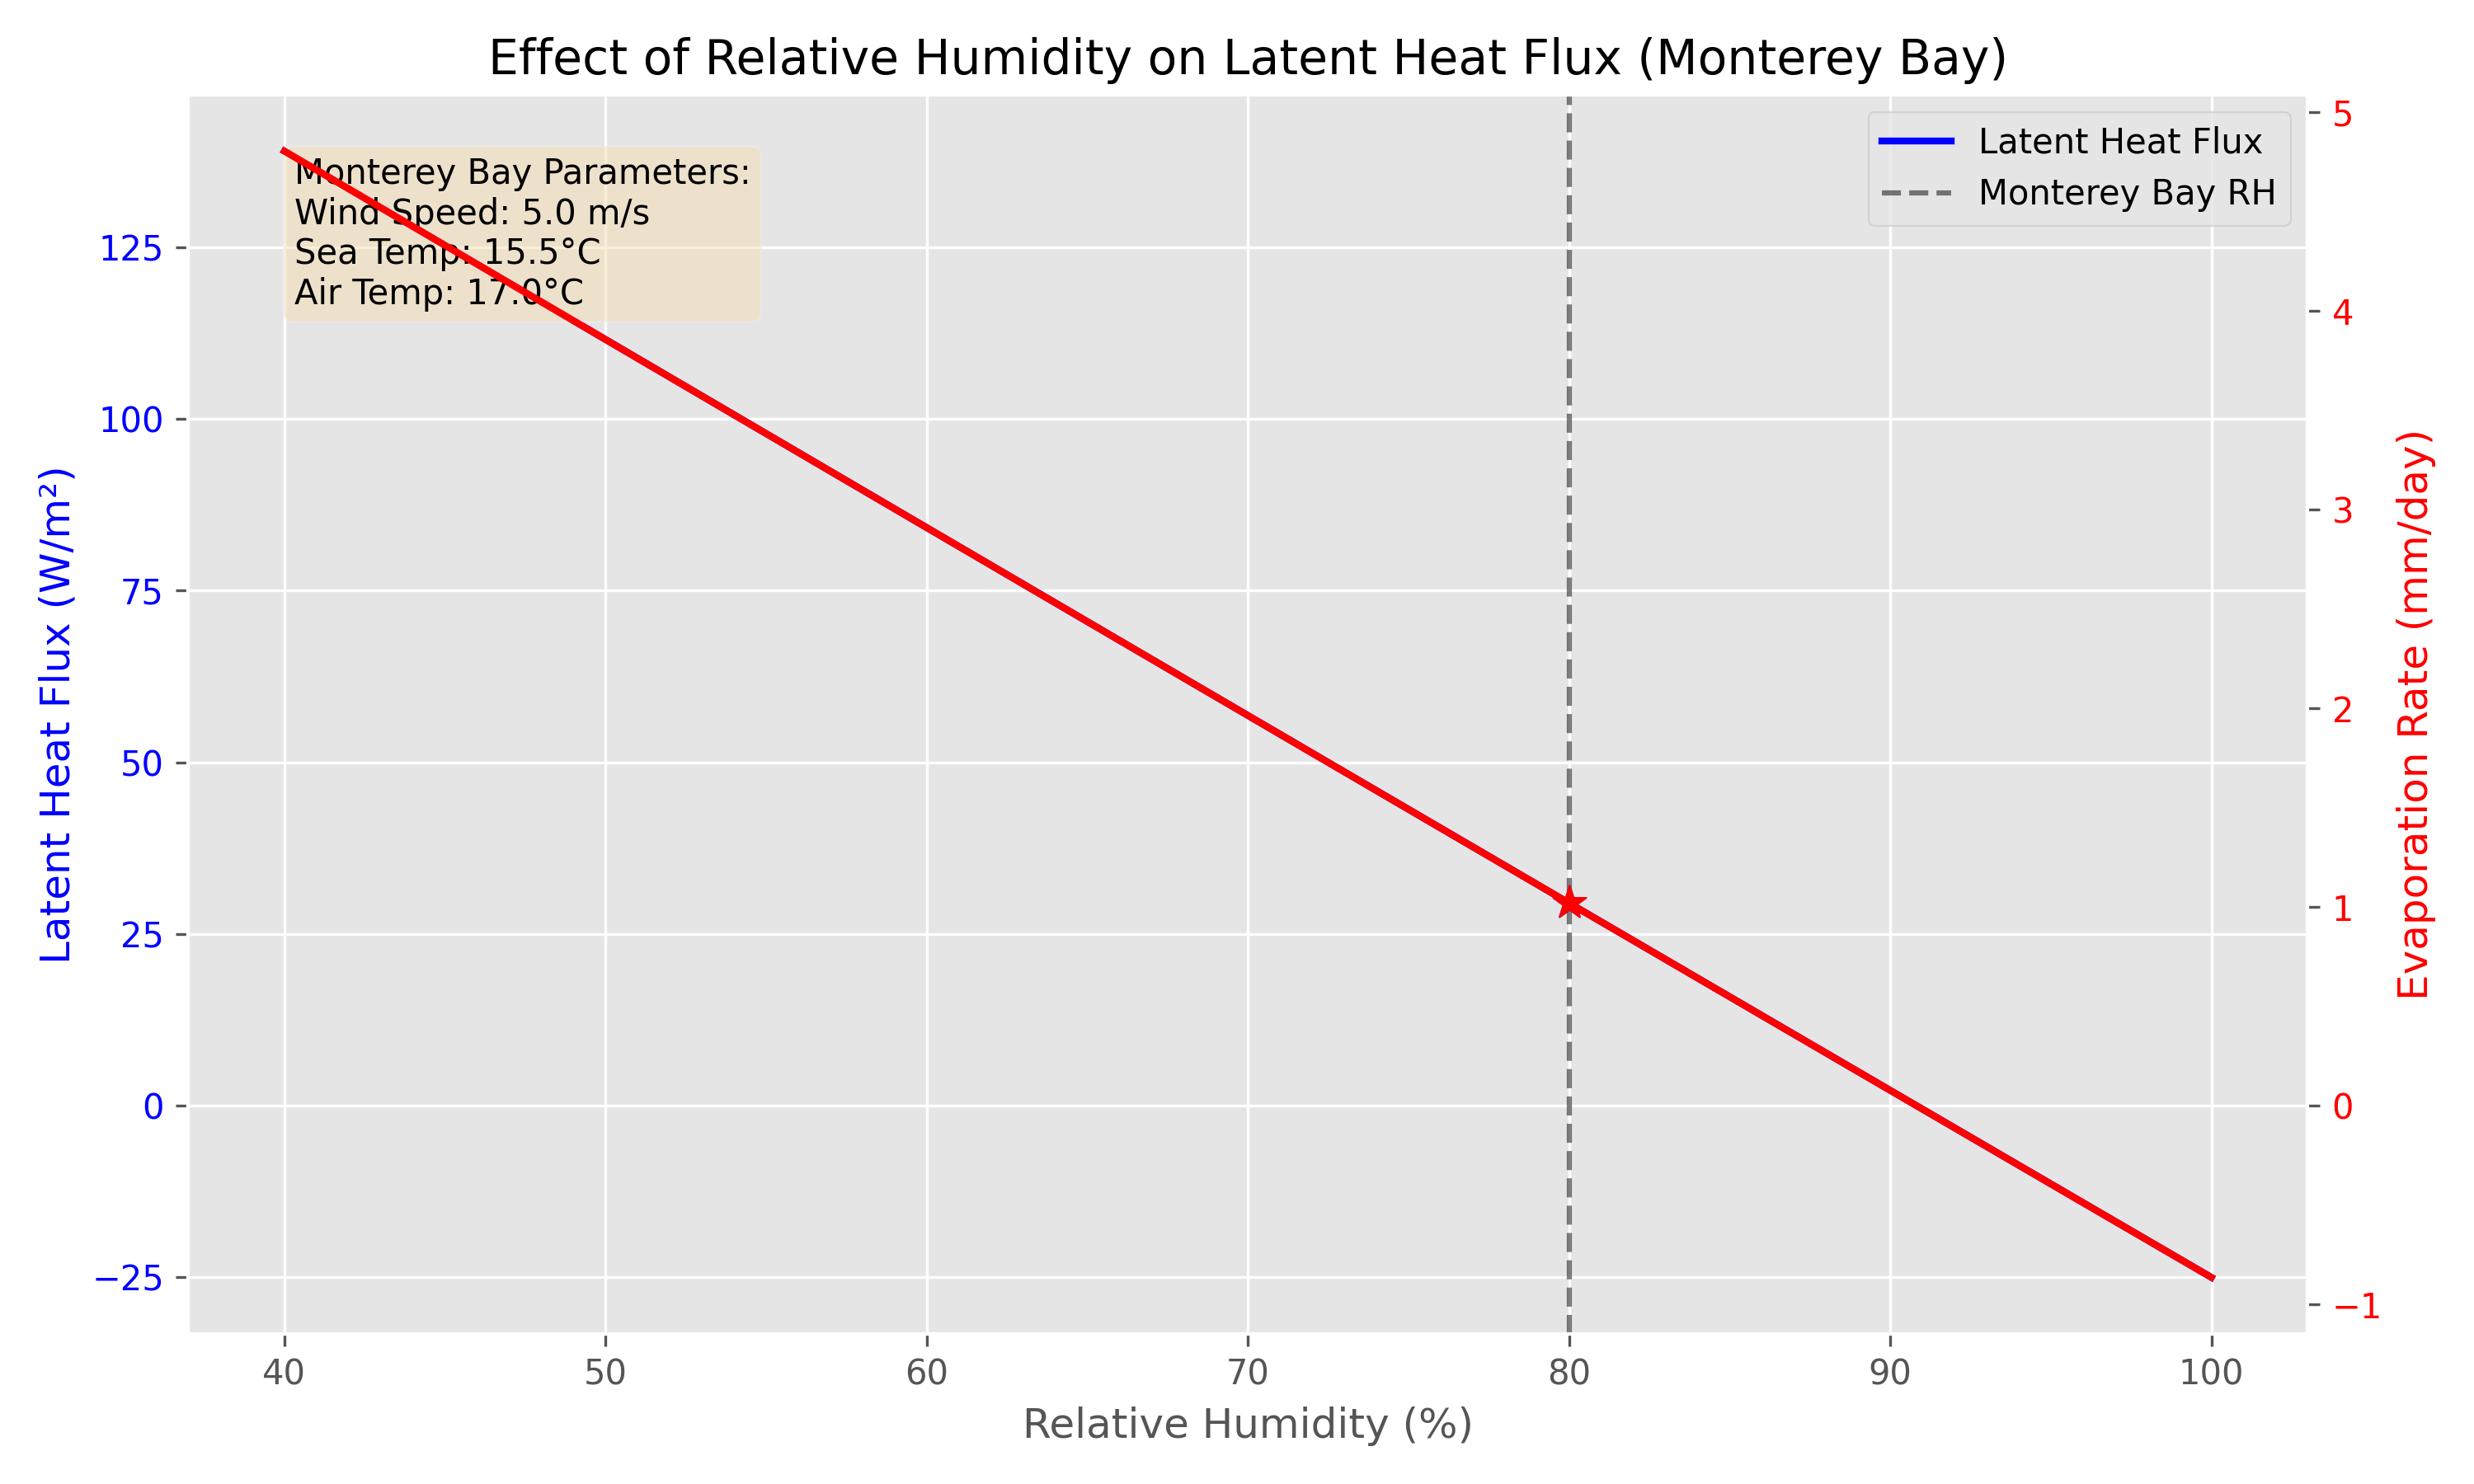 Effect of Relative Humidity on Latent Heat Flux (Monterey Bay)
Latent Heat Flux
Monterey Bay RH
Monterey Bay Parameters:
Wind Speed: 5.0 m/s
Sea Temp: 15.5°C
Air Temp: 17.0°C
Latent Heat Flux (W/m²)
125
100
75
50
25
0
−25
5
4
3
2
1
0
−1
Evaporation Rate (mm/day)
40 50 60 70 80 90 100
Relative Humidity (%)